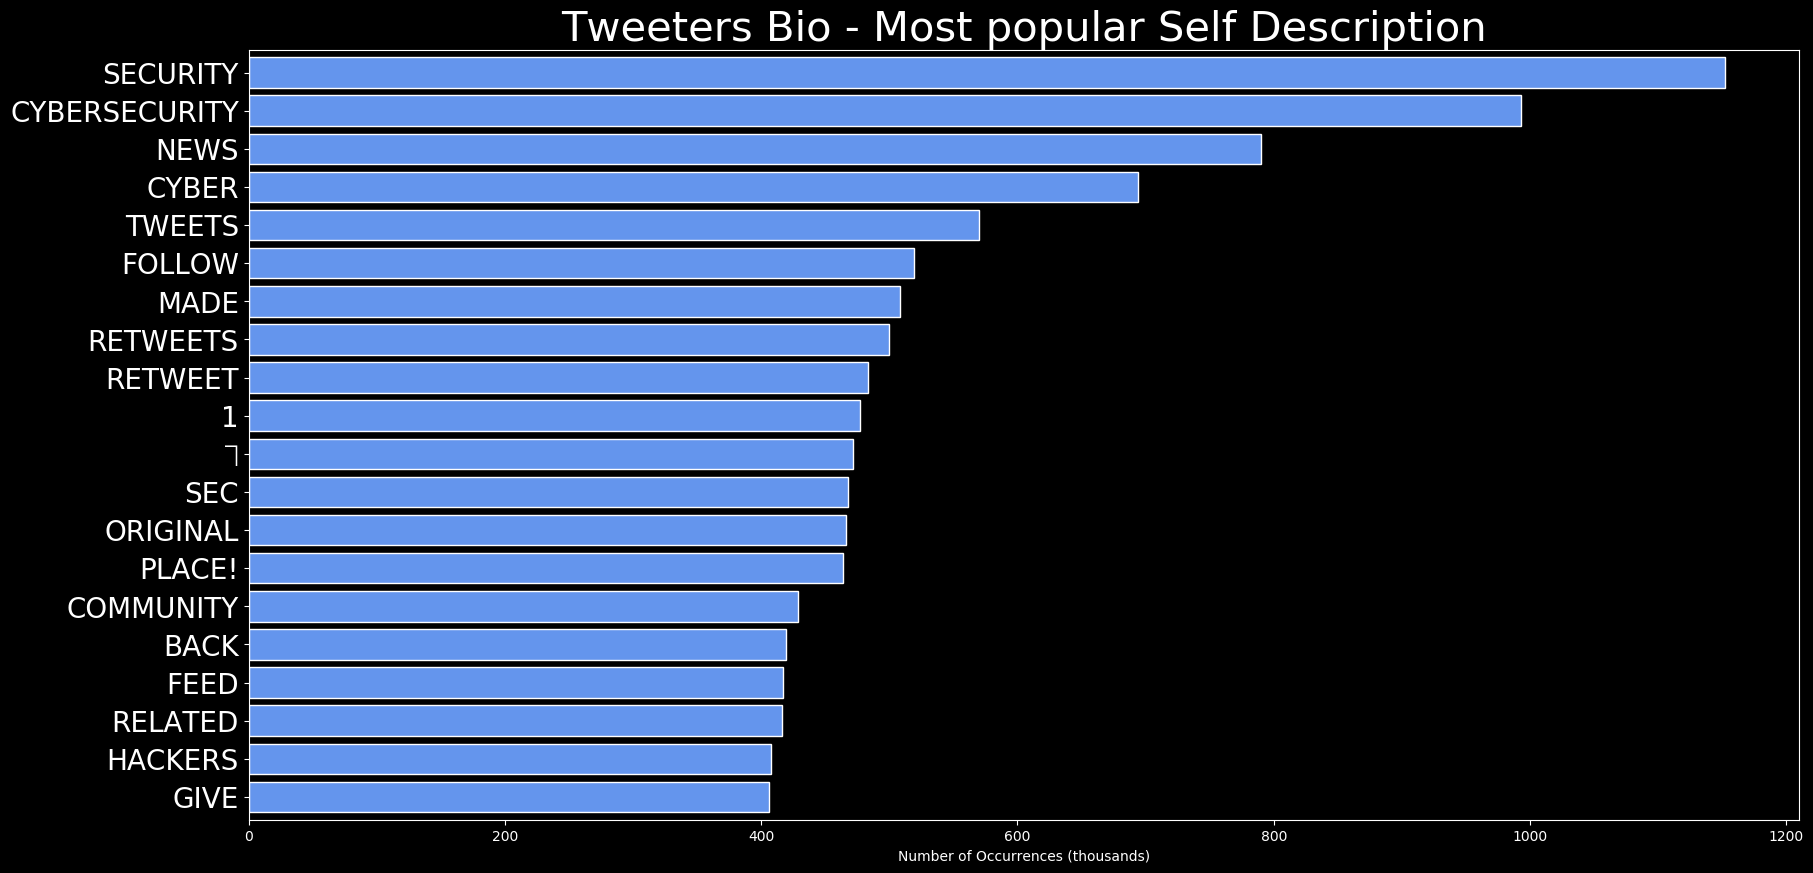 Tweeters Bio - Most popular Self Description
SECURITY
CYBERSECURITY
NEWS
CYBER
TWEETS
FOLLOW
MADE
RETWEETS
RETWEET
1
SEC
ORIGINAL
PLACE!
COMMUNITY
BACK
FEED
RELATED
HACKERS
GIVE
0 200 400 600 800 1000 1200
Number of Occurrences (thousands)